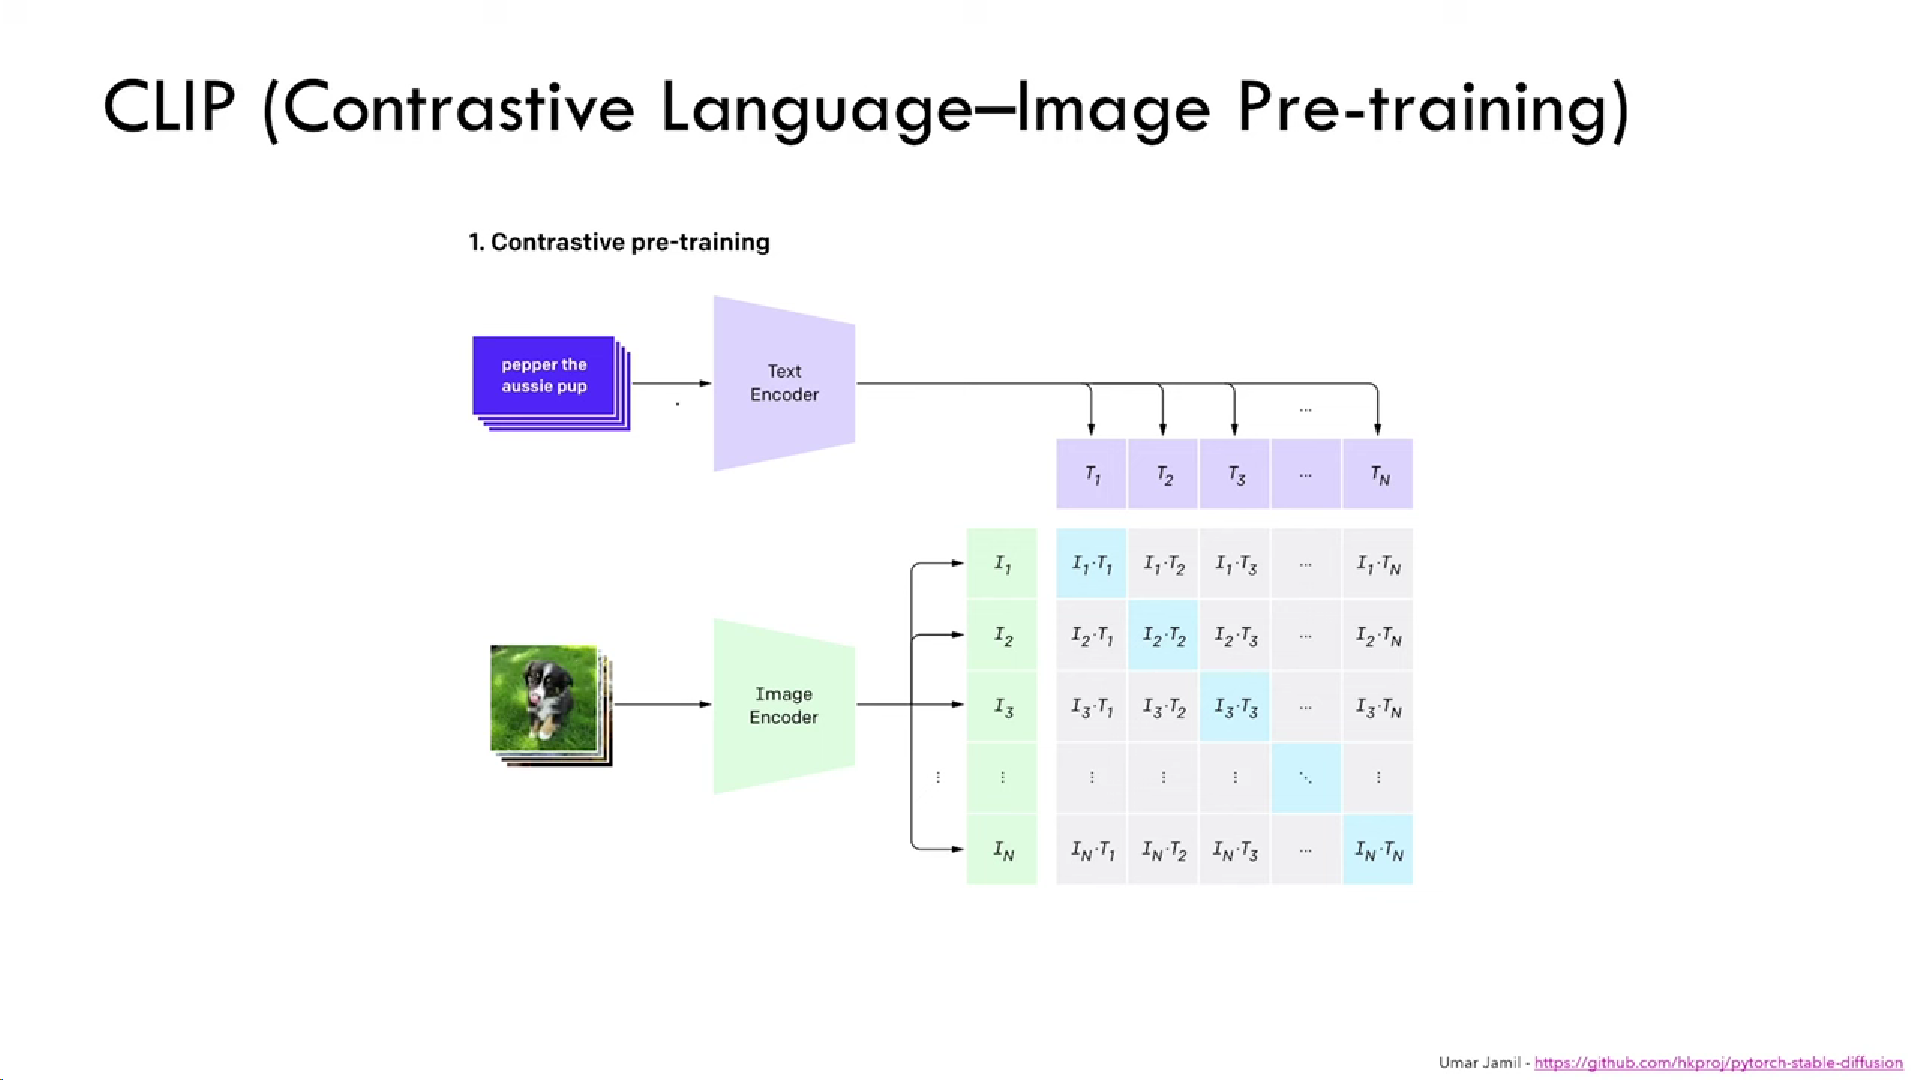 CLIP (Contrastive Language–Image Pre-training)
1. Contrastive pre-training
pepper the
aussie pup
Text
Encoder
...
T1 T2 T3 ... TN
Image
Encoder
I1 I1·T1 I1·T2 I1·T3 ... I1·TN
I2 I2·T1 I2·T2 I2·T3 ... I2·TN
I3 I3·T1 I3·T2 I3·T3 ... I3·TN
⋮ ⋮ ⋮ ⋮ ⋮ ⋱ ⋮
IN IN·T1 IN·T2 IN·T3 ... IN·TN
Umar Jamil - https://github.com/hkproj/pytorch-stable-diffusion